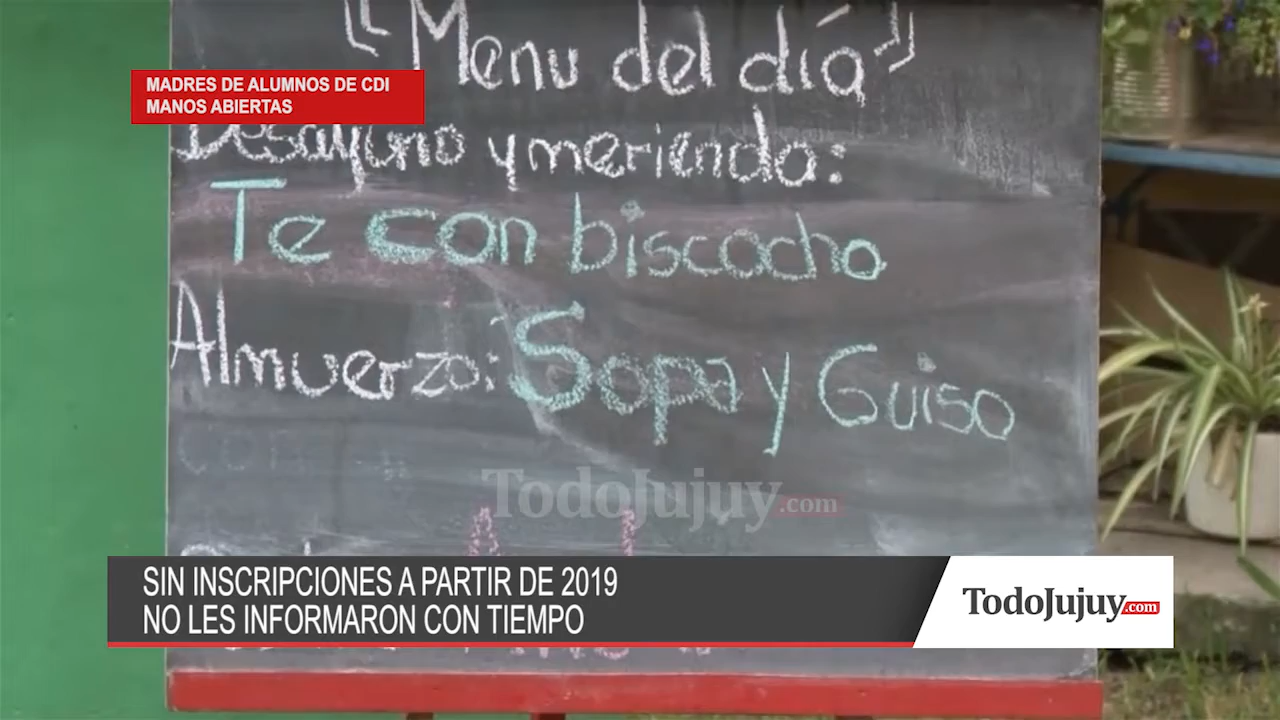 "Menu del día"
MADRES DE ALUMNOS DE CDI
MANOS ABIERTAS
Desayuno y merienda:
Te con biscocho
Almuerzo: Sopa y Guiso
TodoJujuy.com
SIN INSCRIPCIONES A PARTIR DE 2019
NO LES INFORMARON CON TIEMPO
TodoJujuy.com